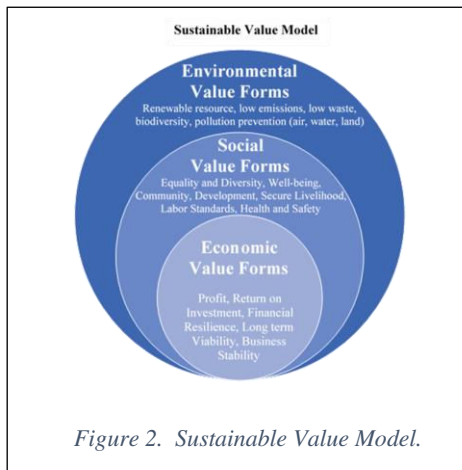 Sustainable Value Model
Environmental
Value Forms
Renewable resource, low emissions, low waste,
biodiversity, pollution prevention (air, water, land)
Social
Value Forms
Equality and Diversity, Well-being,
Community, Development, Secure Livelihood,
Labor Standards, Health and Safety
Economic
Value Forms
Profit, Return on
Investment, Financial
Resilience, Long term
Viability, Business
Stability
Figure 2. Sustainable Value Model.